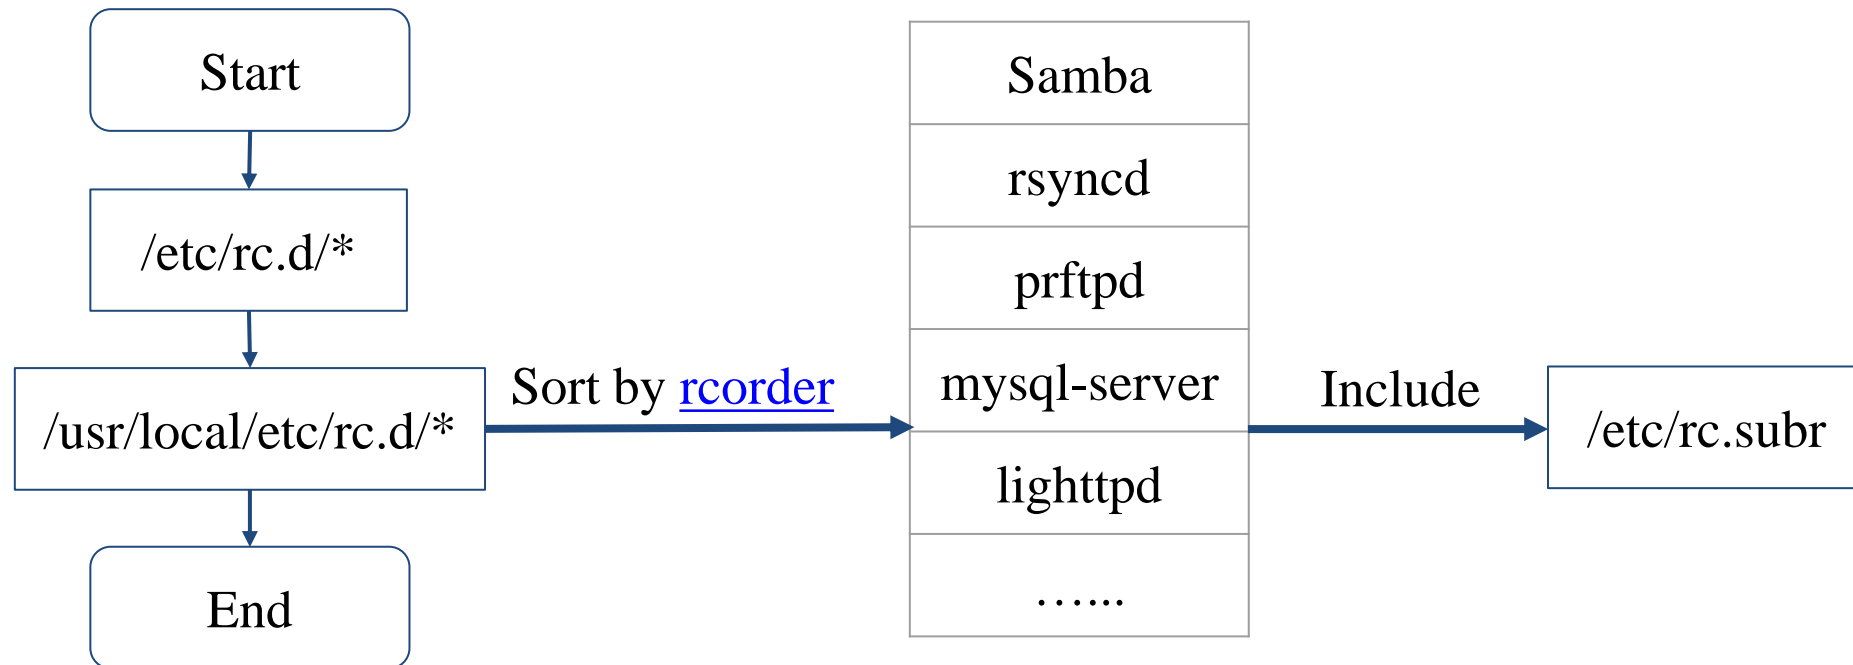 Start
/etc/rc.d/*
/usr/local/etc/rc.d/*
End
Sort by rcorder
Samba
rsyncd
prftpd
mysql-server
lighttpd
…...
Include
/etc/rc.subr